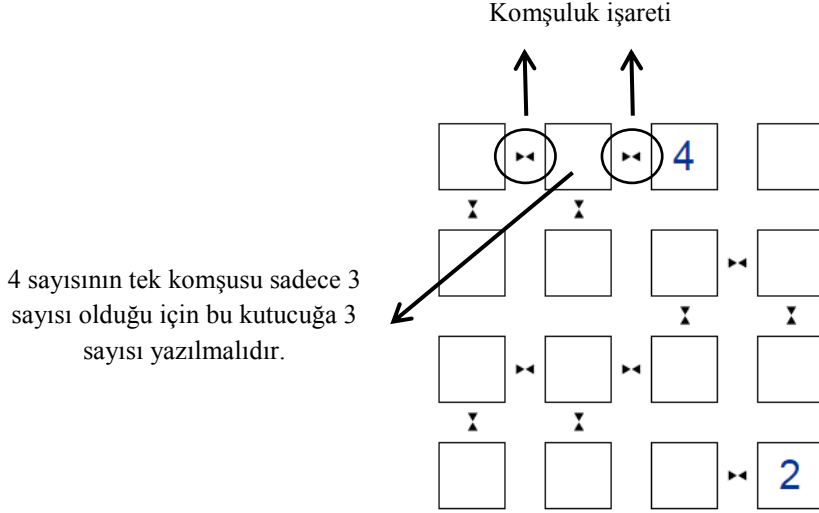 Komşuluk işareti
4
4 sayısının tek komşusu sadece 3
sayısı olduğu için bu kutucuğa 3
sayısı yazılmalıdır.
2